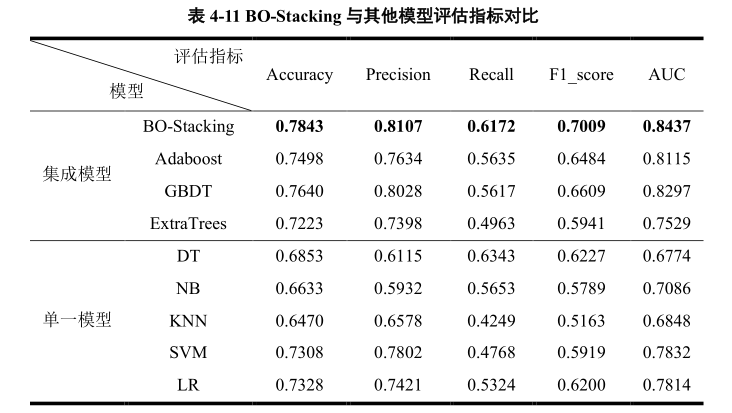 表 4-11 BO-Stacking 与其他模型评估指标对比
评估指标
模型
Accuracy Precision Recall F1_score AUC
集成模型
BO-Stacking 0.7843 0.8107 0.6172 0.7009 0.8437
Adaboost 0.7498 0.7634 0.5635 0.6484 0.8115
GBDT 0.7640 0.8028 0.5617 0.6609 0.8297
ExtraTrees 0.7223 0.7398 0.4963 0.5941 0.7529
单一模型
DT 0.6853 0.6115 0.6343 0.6227 0.6774
NB 0.6633 0.5932 0.5653 0.5789 0.7086
KNN 0.6470 0.6578 0.4249 0.5163 0.6848
SVM 0.7308 0.7802 0.4768 0.5919 0.7832
LR 0.7328 0.7421 0.5324 0.6200 0.7814